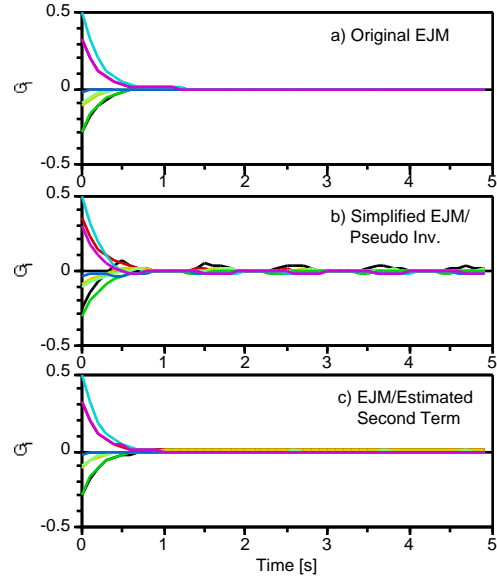 0.5
a) Original EJM
0
-0.5
0 1 2 3 4 5
0.5
b) Simplified EJM/
Pseudo Inv.
0
-0.5
0 1 2 3 4 5
0.5
c) EJM/Estimated
Second Term
0
-0.5
0 1 2 3 4 5
Time [s]